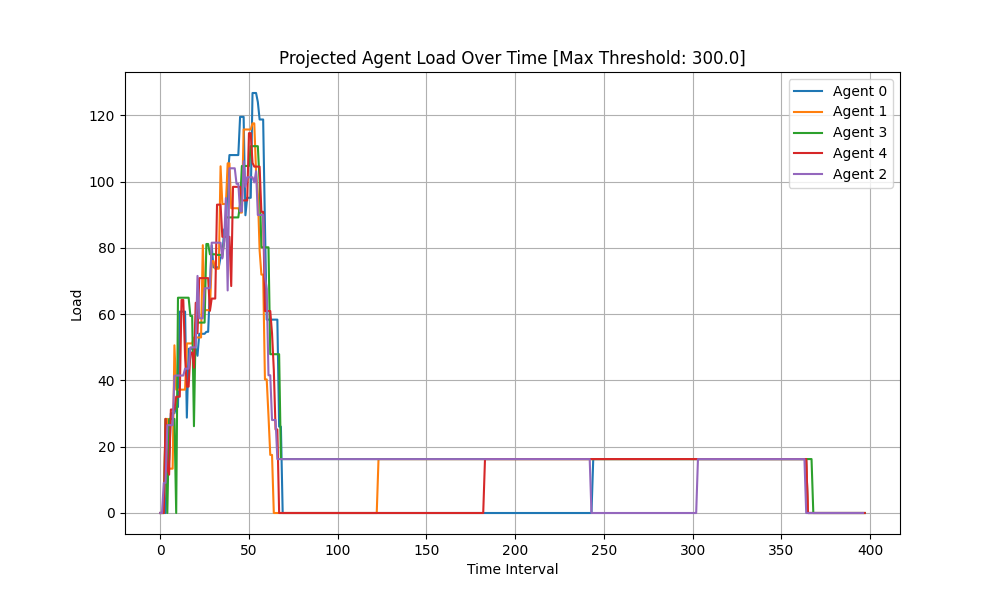 Projected Agent Load Over Time [Max Threshold: 300.0]
Agent 0
Agent 1
Agent 3
Agent 4
Agent 2
Load
120
100
80
60
40
20
0
0 50 100 150 200 250 300 350 400
Time Interval